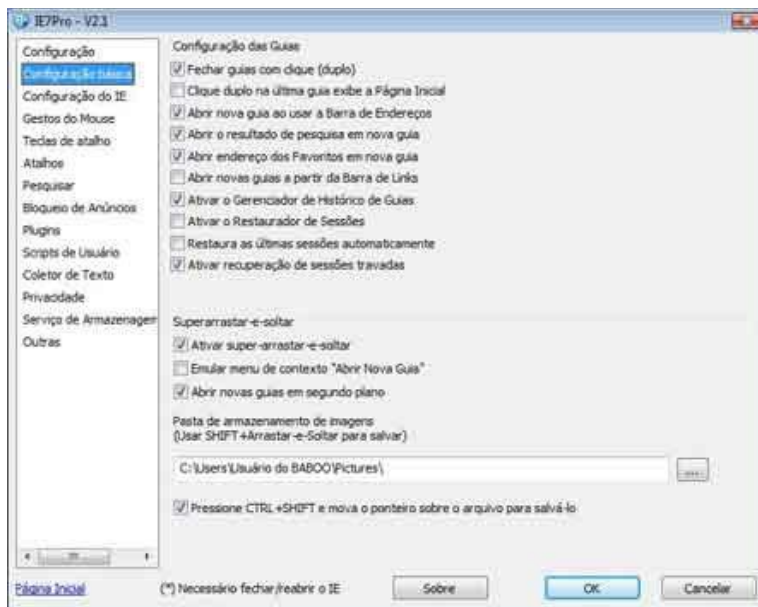 IE7Pro - V2.1
Configuração
Configuração básica
Configuração do IE
Gestos do Mouse
Teclas de atalho
Atalhos
Pesquisar
Bloqueio de Anúncios
Plugins
Scripts de Usuário
Coletor de Texto
Privacidade
Serviço de Armazenagem
Outras
Configuração das Guias
Fechar guias com clique (duplo)
Clique duplo na última guia exibe a Página Inicial
Abrir nova guia ao usar a Barra de Endereços
Abrir o resultado de pesquisa em nova guia
Abrir endereço dos Favoritos em nova guia
Abrir novas guias a partir da Barra de Links
Ativar o Gerenciador de Histórico de Guias
Ativar o Restaurador de Sessões
Restaura as últimas sessões automaticamente
Ativar recuperação de sessões travadas
Superarrastar-e-soltar
Ativar super-arrastar-e-soltar
Emular menu de contexto "Abrir Nova Guia"
Abrir novas guias em segundo plano
Pasta de armazenamento de imagens
(Usar SHIFT+Arrastar-e-Soltar para salvar)
C:\Users\Usuário do BABOO\Pictures\
...
Pressione CTRL+SHIFT e mova o ponteiro sobre o arquivo para salvá-lo
Página Inicial
(*) Necessário fechar/reabrir o IE
Sobre
OK
Cancelar